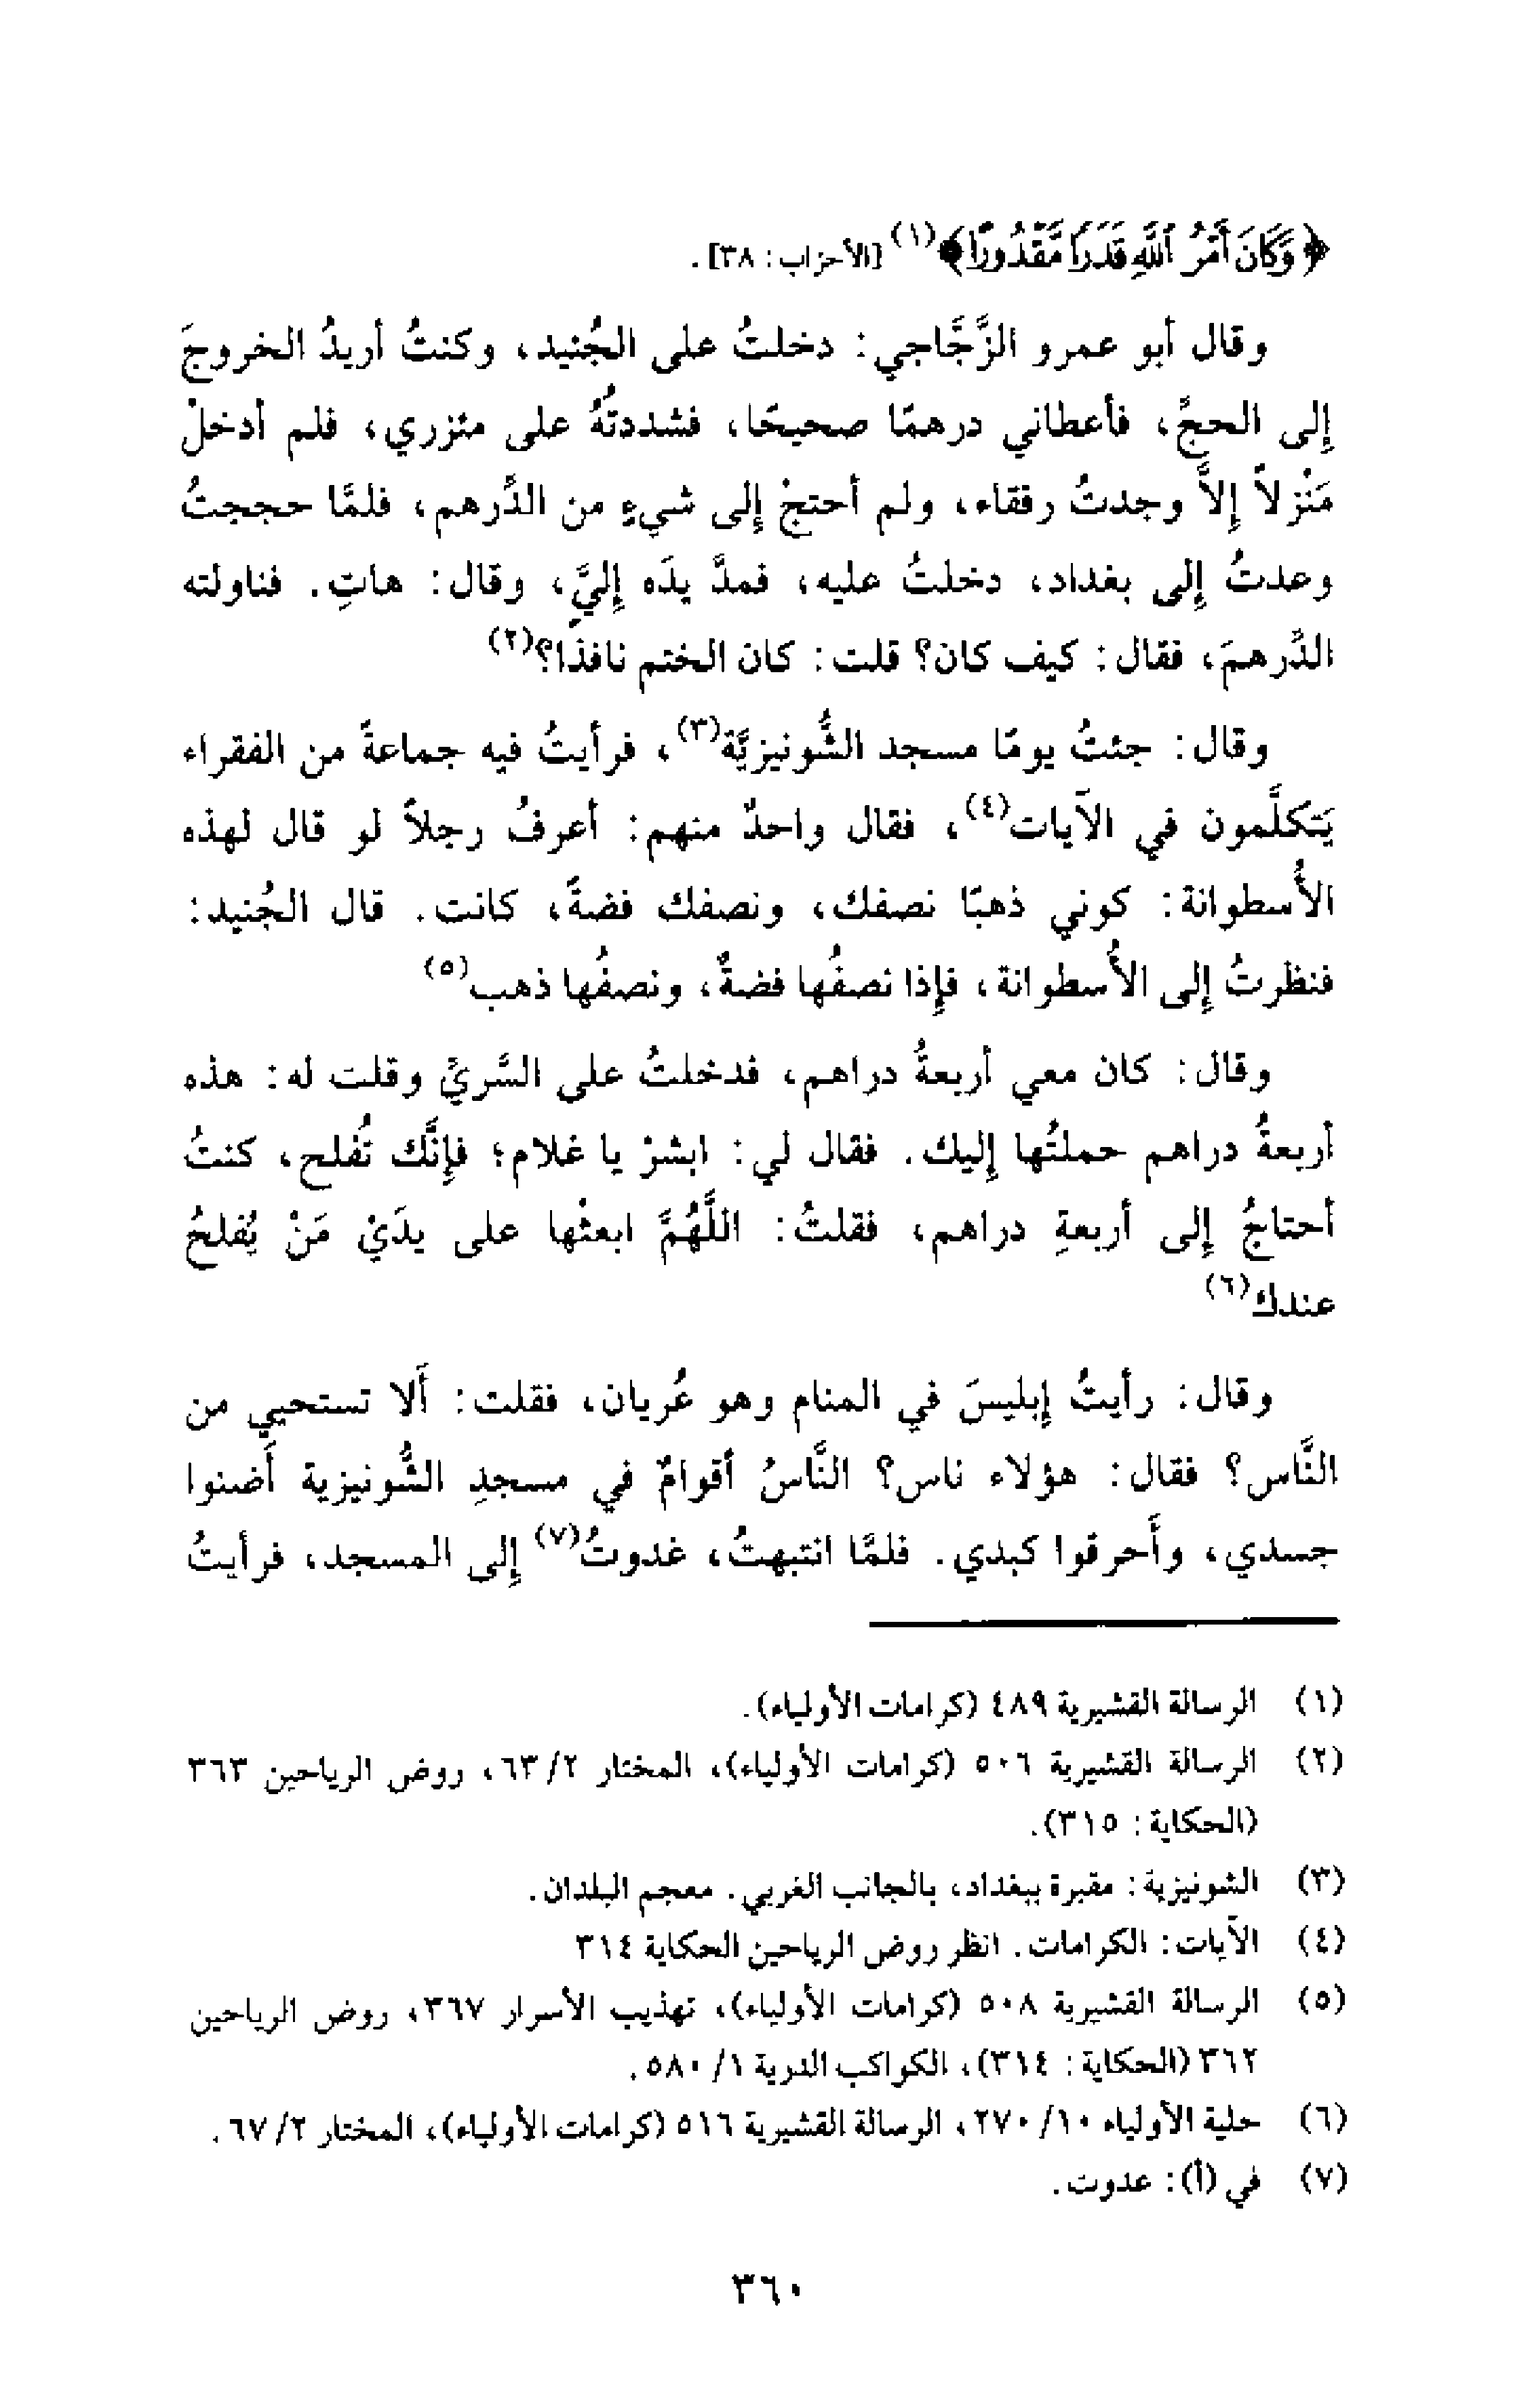 ﴿وَكَانَ أَمْرُ ٱللَّهِ قَدَرًا مَّقْدُورًا﴾(١) [الأحزاب: ٣٨].
وقال أبو عمرو الزَّجَّاجي: دخلتُ على الجُنيد، وكنتُ أريدُ الخروجَ
إلى الحجِّ، فأعطاني درهمًا صحيحًا، فشددتُهُ على مئزري، فلم أدخلْ
مَنْزلاً إلاَّ وجدتُ رفقاء، ولم أحتجْ إلى شيءٍ من الدِّرهم، فلمَّا حججتُ
وعدتُ إلى بغداد، دخلتُ عليه، فمدَّ يدَه إليَّ، وقال: هاتِ. فناولته
الدِّرهمَ، فقال: كيف كان؟ قلت: كان الختم نافذًا؟(٢)
وقال: جئتُ يومًا مسجد الشُّونيزيَّة(٣)، فرأيتُ فيه جماعةً من الفقراء
يَتكلَّمون في الآيات(٤)، فقال واحدٌ منهم: أعرفُ رجلاً لو قال لهذه
الأُسطوانة: كوني ذهبًا نصفك، ونصفك فضةً، كانت. قال الجُنيد:
فنظرتُ إلى الأُسطوانة، فإذا نصفُها فضةٌ، ونصفُها ذهب(٥)
وقال: كان معي أربعةُ دراهم، فدخلتُ على السَّريِّ وقلت له: هذه
أربعةُ دراهم حملتُها إليك. فقال لي: ابشرْ يا غلام؛ فإنَّك تُفلح، كنتُ
أحتاجُ إلى أربعةِ دراهم، فقلتُ: اللَّهُمَّ ابعثْها على يدَيْ مَنْ يُفلحُ
عندك(٦)
وقال: رأيتُ إبليسَ في المنام وهو عُريان، فقلت: أَلا تستحيي من
النَّاس؟ فقال: هؤلاء ناس؟ النَّاسُ أقوامٌ في مسجدِ الشُّونيزية أَضنوا
جسدي، وأَحرقوا كبدي. فلمَّا انتبهتُ، غدوتُ(٧) إلى المسجد، فرأيتُ
(١) الرسالة القشيرية ٤٨٩ (كرامات الأولياء).
(٢) الرسالة القشيرية ٥٠٦ (كرامات الأولياء)، المختار ٢/ ٦٣، روض الرياحين ٣٦٣
(الحكاية: ٣١٥).
(٣) الشونيزية: مقبرة ببغداد، بالجانب الغربي. معجم البلدان.
(٤) الآيات: الكرامات. انظر روض الرياحين الحكاية ٣١٤
(٥) الرسالة القشيرية ٥٠٨ (كرامات الأولياء)، تهذيب الأسرار ٣٦٧، روض الرياحين
٣٦٢ (الحكاية: ٣١٤)، الكواكب الدرية ١/ ٥٨٠.
(٦) حلية الأولياء ١٠/ ٢٧٠، الرسالة القشيرية ٥١٦ (كرامات الأولياء)، المختار ٢/ ٦٧.
(٧) في (أ): عدوت.
٣٦٠